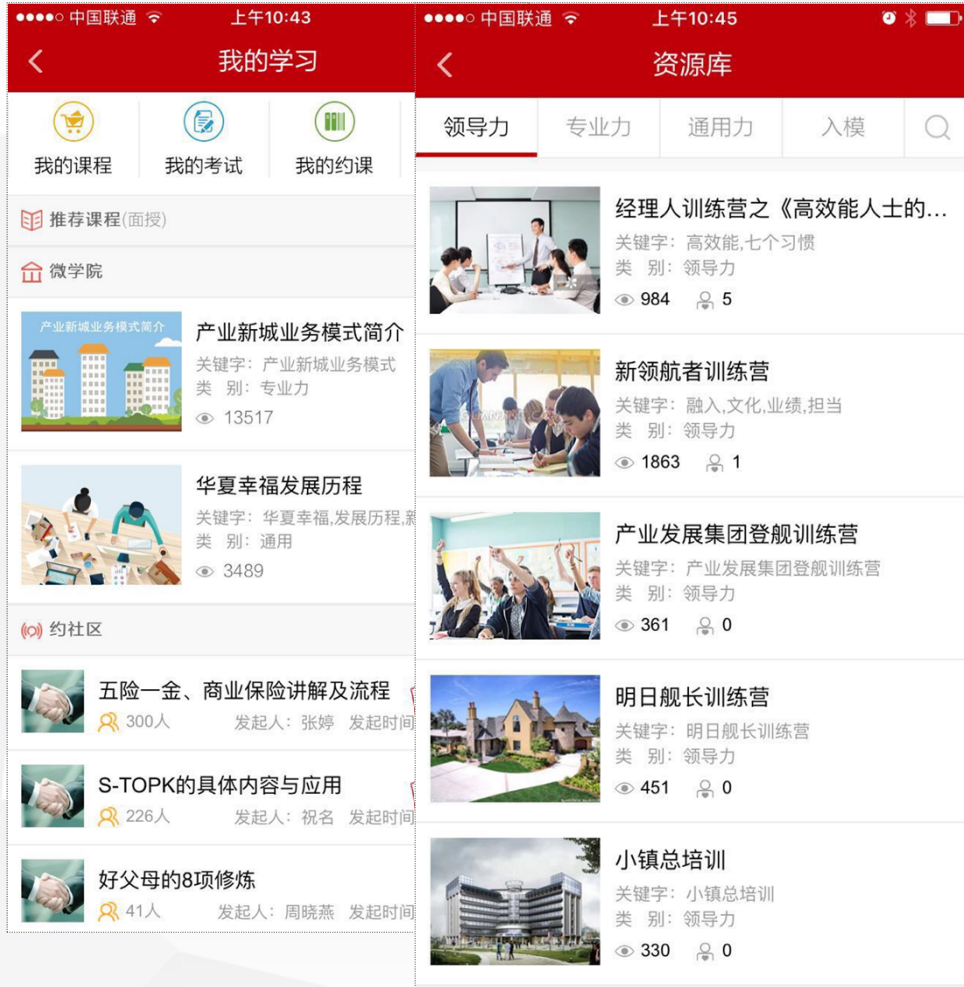 中国联通 上午10:43
我的学习
我的课程 我的考试 我的约课
推荐课程(面授)
微学院
产业新城业务模式简介
产业新城业务模式简介
关键字：产业新城业务模式
类 别：专业力
13517
华夏幸福发展历程
关键字：华夏幸福,发展历程,新
类 别：通用
3489
约社区
五险一金、商业保险讲解及流程
300人 发起人：张婷 发起时间
S-TOPK的具体内容与应用
226人 发起人：祝名 发起时间
好父母的8项修炼
41人 发起人：周晓燕 发起时间
中国联通 上午10:45
资源库
领导力 专业力 通用力 入模
经理人训练营之《高效能人士的...
关键字：高效能,七个习惯
类 别：领导力
984 5
新领航者训练营
关键字：融入,文化,业绩,担当
类 别：领导力
1863 1
产业发展集团登舰训练营
关键字：产业发展集团登舰训练营
类 别：领导力
361 0
明日舰长训练营
关键字：明日舰长训练营
类 别：领导力
451 0
小镇总培训
关键字：小镇总培训
类 别：领导力
330 0